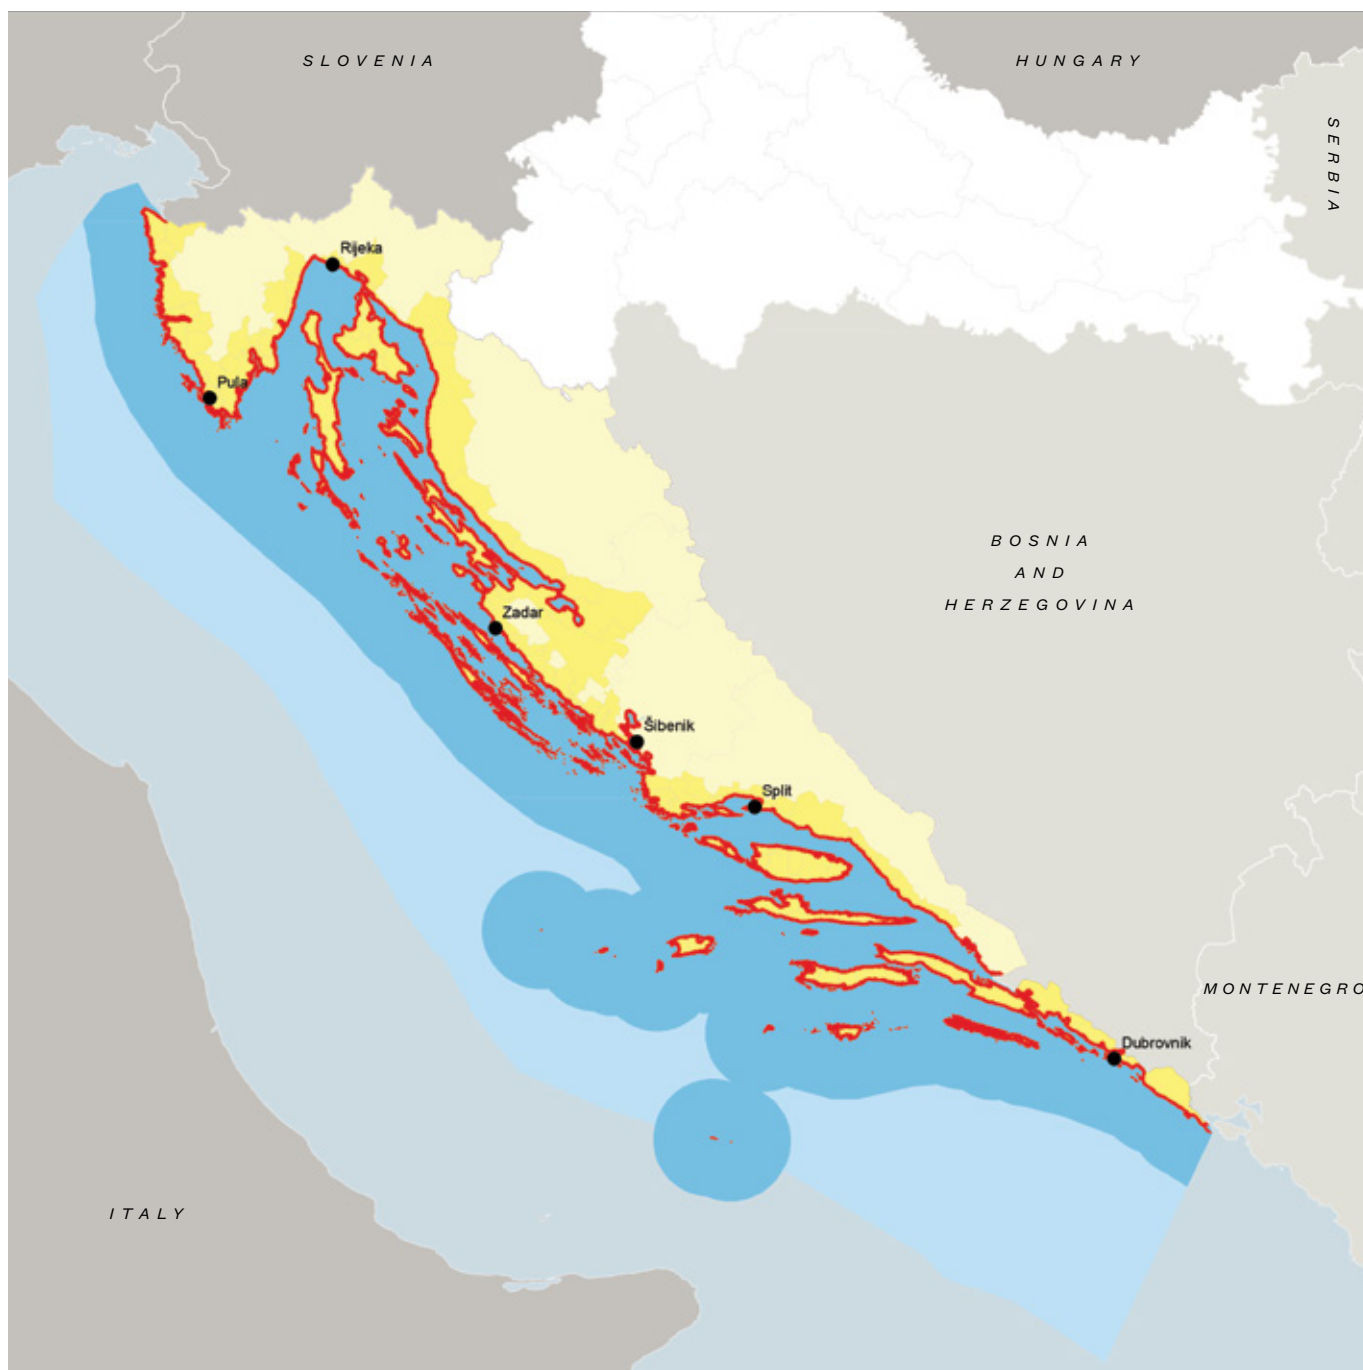 SLOVENIA
HUNGARY
SERBIA
Rijeka
Pula
BOSNIA
AND
HERZEGOVINA
Zadar
Šibenik
Split
MONTENEGRO
Dubrovnik
ITALY